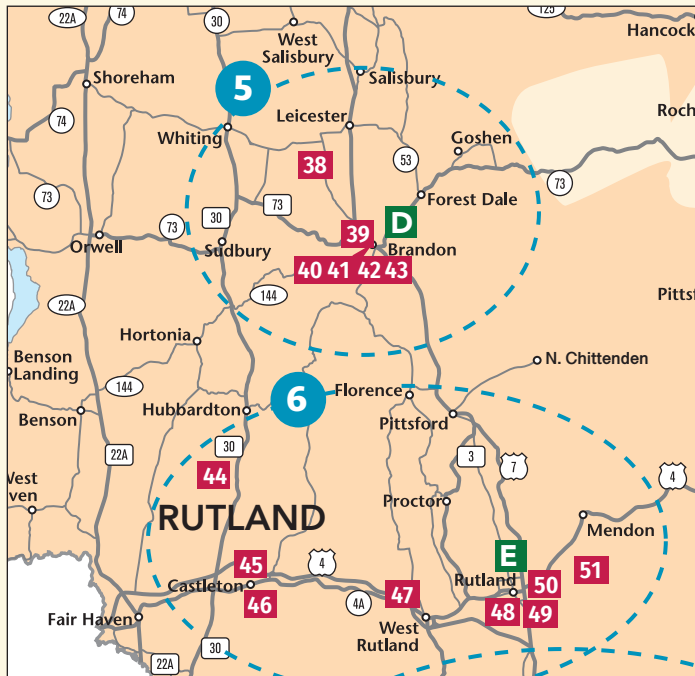 125
22A
74
30
West
Salisbury
Hancock
5
Shoreham
Salisbury
74
Whiting
Leicester
Goshen
Roch
38
53
73
73
73
30
73
Forest Dale
D
39
Orwell
Sudbury
Brandon
40 41 42 43
144
22A
Pittsf
Hortonia
Benson
Landing
N. Chittenden
144
6
Florence
Benson
Hubbardton
Pittsford
22A
30
3
7
44
4
West
ven
Proctor
RUTLAND
Mendon
E
45
4
51
Castleton
Rutland
50
46
4A
47
48
49
Fair Haven
West
Rutland
30
22A